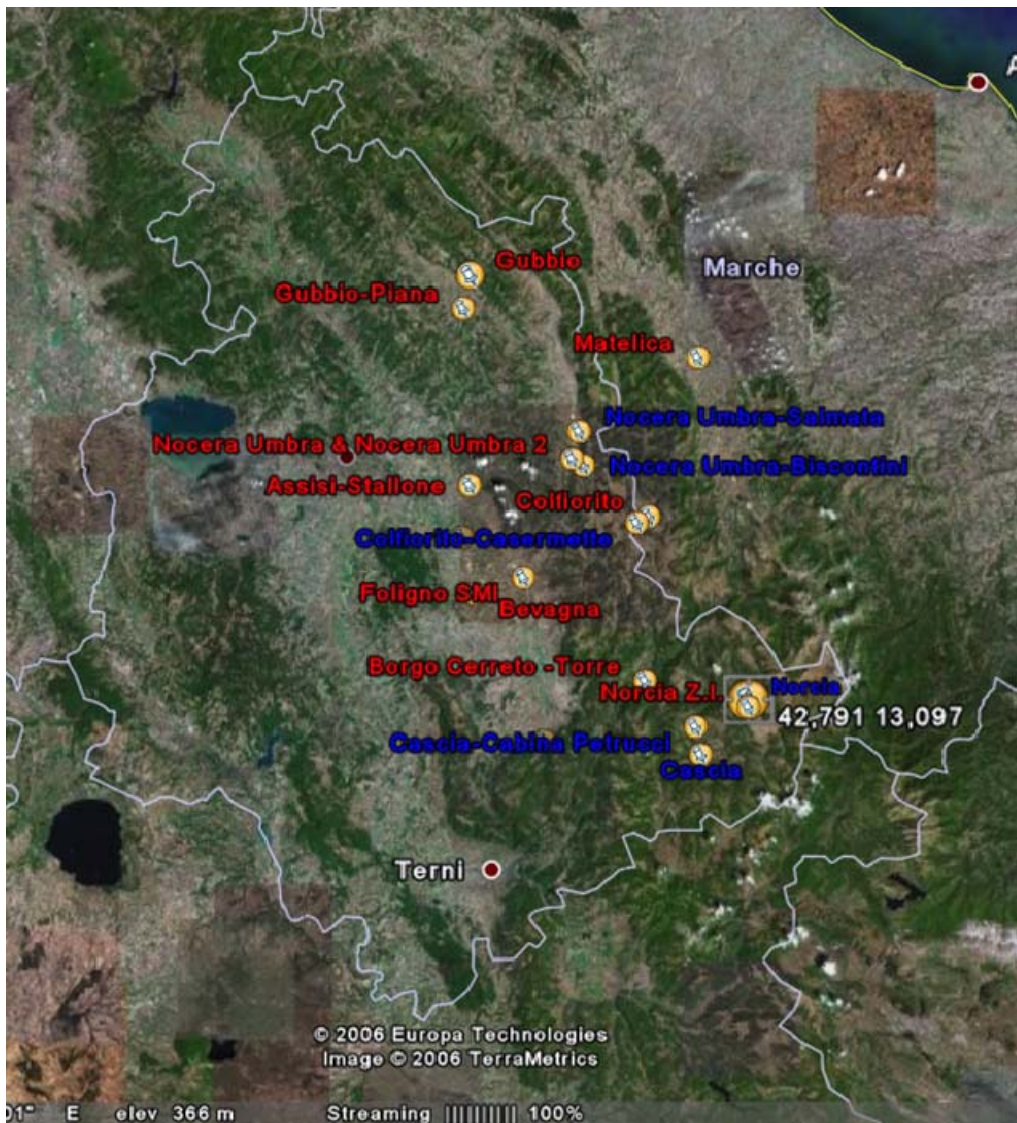 A
Gubbio
Marche
Gubbio-Piana
Matelica
Nocera Umbra-Salmata
Nocera Umbra & Nocera Umbra 2
Nocera Umbra-Biscontini
Assisi-Stallone
Colfiorito
Colfiorito-Casermette
Foligno SMI
Bevagna
Borgo Cerreto -Torre
Norcia Z.I.
Norcia
42,791 13,097
Cascia-Cabina Petrucci
Cascia
Terni
© 2006 Europa Technologies
Image © 2006 TerraMetrics
01" E elev 366 m Streaming |||||||||| 100%